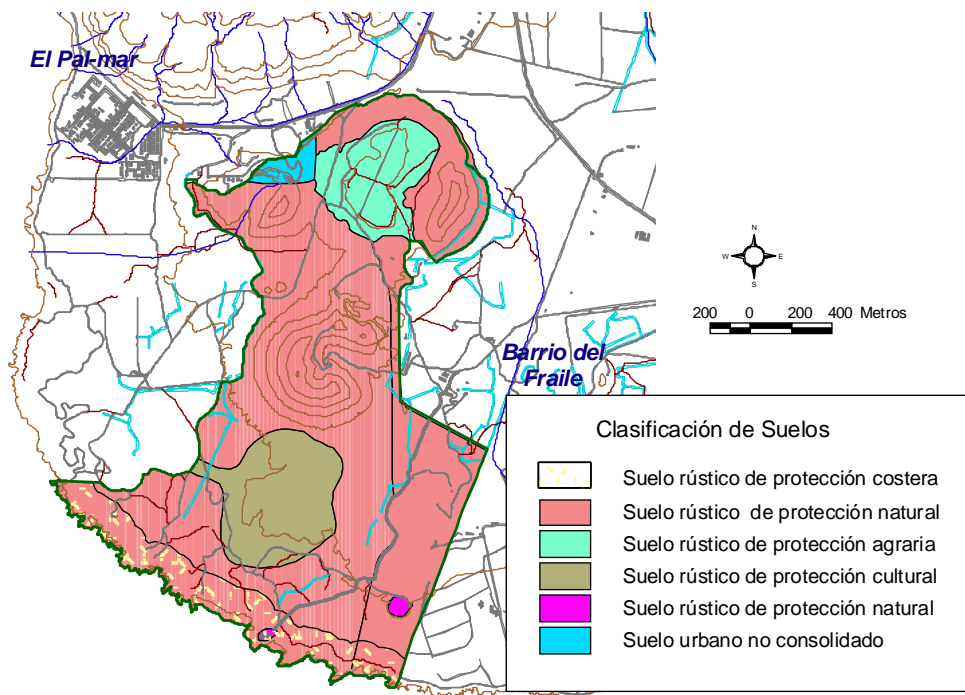 El Pal-mar
N
W E
S
200 0 200 400 Metros
Barrio del
Fraile
Clasificación de Suelos
Suelo rústico de protección costera
Suelo rústico de protección natural
Suelo rústico de protección agraria
Suelo rústico de protección cultural
Suelo rústico de protección natural
Suelo urbano no consolidado